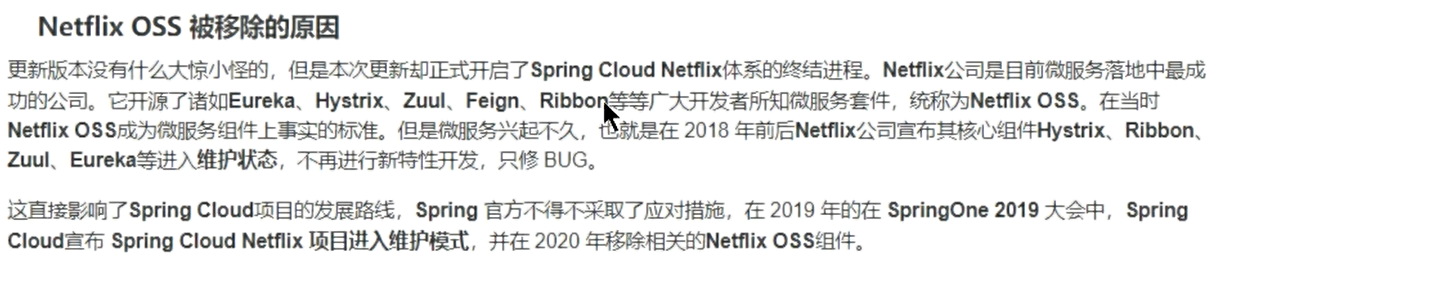 Netflix OSS 被移除的原因
更新版本没有什么大惊小怪的，但是本次更新却正式开启了Spring Cloud Netflix体系的终结进程。Netflix公司是目前微服务落地中最成
功的公司。它开源了诸如Eureka、Hystrix、Zuul、Feign、Ribbon等等广大开发者所知微服务套件，统称为Netflix OSS。在当时
Netflix OSS成为微服务组件上事实的标准。但是微服务兴起不久，也就是在 2018 年前后Netflix公司宣布其核心组件Hystrix、Ribbon、
Zuul、Eureka等进入维护状态，不再进行新特性开发，只修 BUG。
这直接影响了Spring Cloud项目的发展路线，Spring 官方不得不采取了应对措施，在 2019 年的在 SpringOne 2019 大会中，Spring
Cloud宣布 Spring Cloud Netflix 项目进入维护模式，并在 2020 年移除相关的Netflix OSS组件。